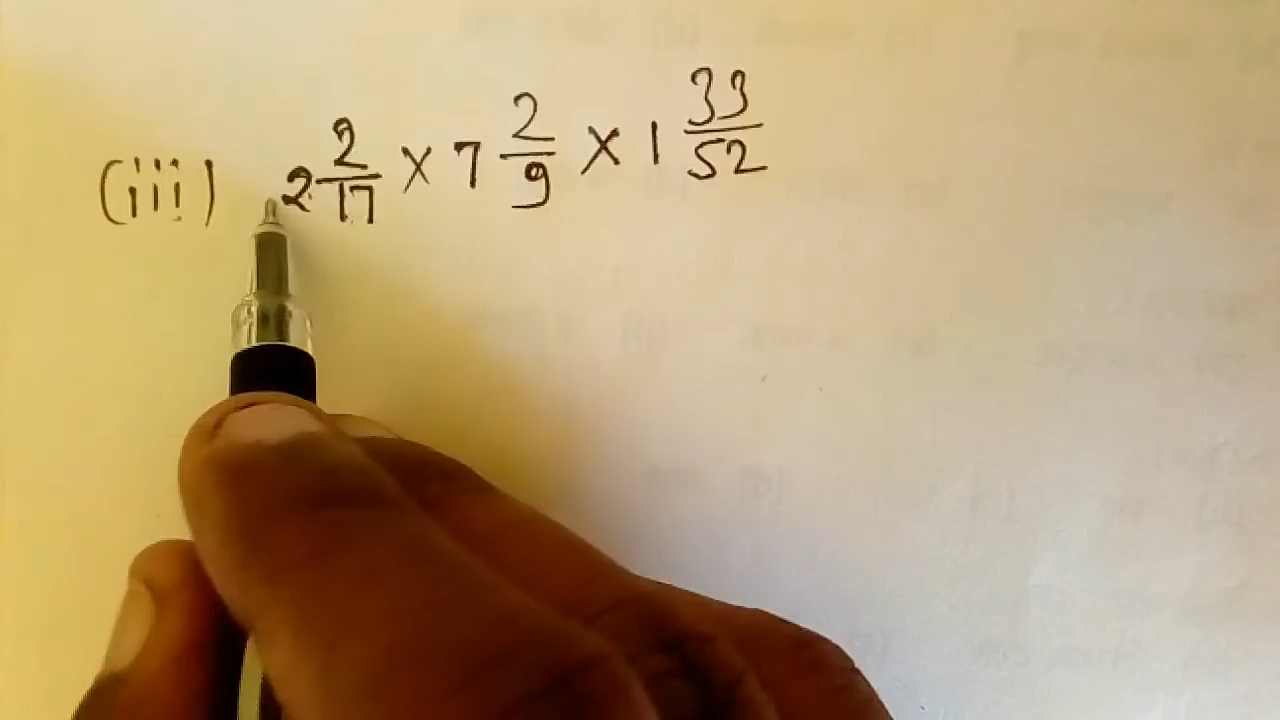 (iii) 2 2/17 × 7 2/9 × 1 33/52